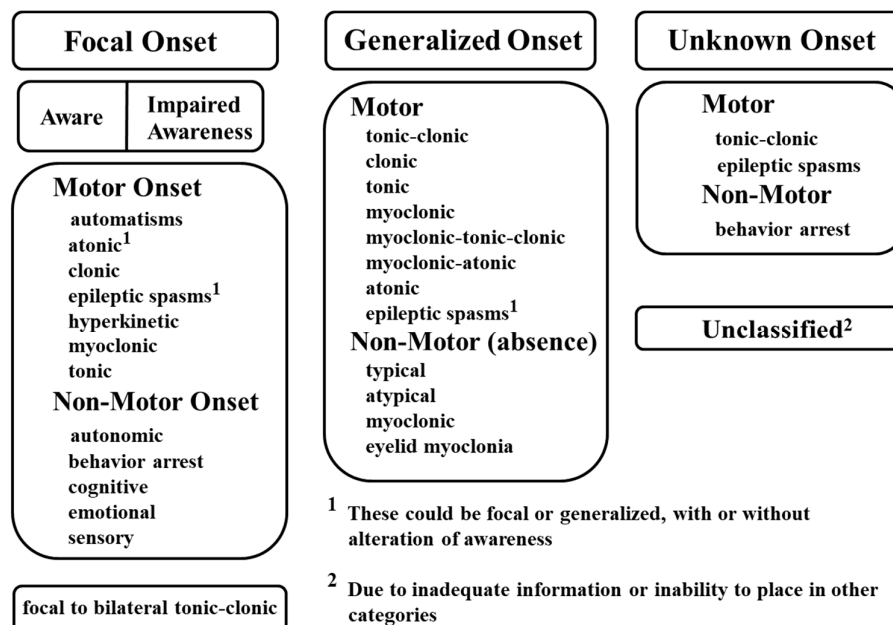 Focal Onset
Aware
Impaired
Awareness
Motor Onset
automatisms
atonic¹
clonic
epileptic spasms¹
hyperkinetic
myoclonic
tonic
Non-Motor Onset
autonomic
behavior arrest
cognitive
emotional
sensory
focal to bilateral tonic-clonic
Generalized Onset
Motor
tonic-clonic
clonic
tonic
myoclonic
myoclonic-tonic-clonic
myoclonic-atonic
atonic
epileptic spasms¹
Non-Motor (absence)
typical
atypical
myoclonic
eyelid myoclonia
Unknown Onset
Motor
tonic-clonic
epileptic spasms
Non-Motor
behavior arrest
Unclassified²
¹ These could be focal or generalized, with or without
alteration of awareness
² Due to inadequate information or inability to place in other
categories